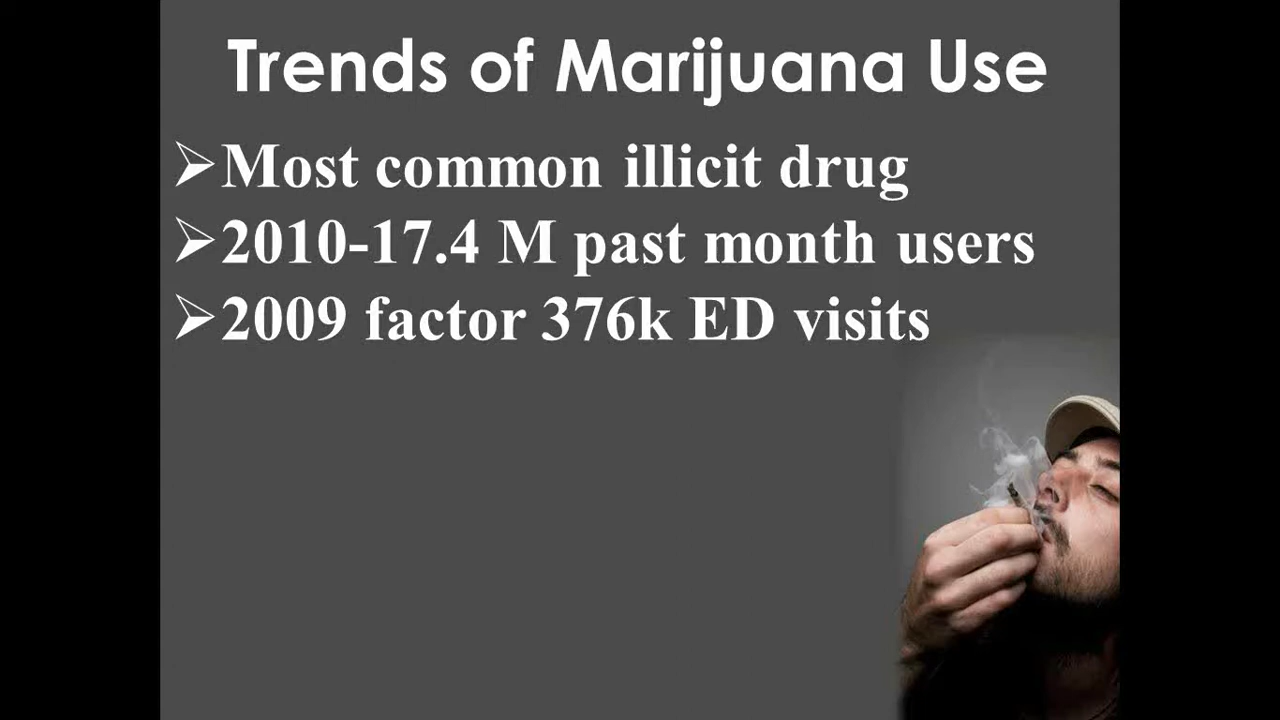 Trends of Marijuana Use
➢Most common illicit drug
➢2010-17.4 M past month users
➢2009 factor 376k ED visits